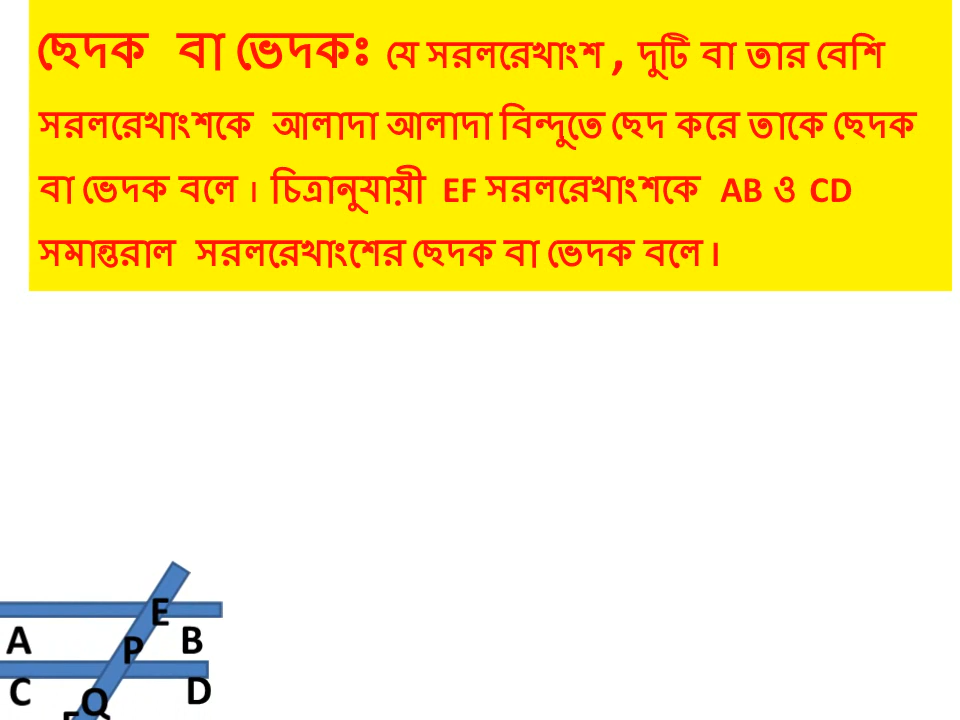 ছেদক বা ভেদকঃ যে সরলরেখাংশ , দুটি বা তার বেশি
সরলরেখাংশকে আলাদা আলাদা বিন্দুতে ছেদ করে তাকে ছেদক
বা ভেদক বলে । চিত্রানুযায়ী EF সরলরেখাংশকে AB ও CD
সমান্তরাল সরলরেখাংশের ছেদক বা ভেদক বলে।
E
A P B
C Q D